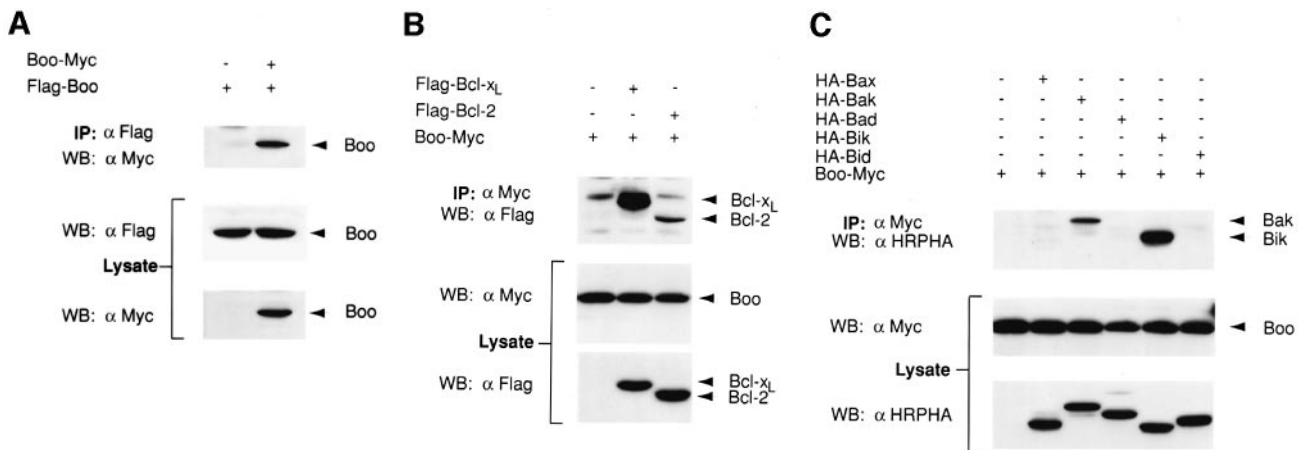 A
Boo-Myc - +
Flag-Boo + +
IP: α Flag
WB: α Myc
Boo
WB: α Flag
Boo
Lysate
WB: α Myc
Boo
B
Flag-Bcl-xL - + -
Flag-Bcl-2 - - +
Boo-Myc + + +
IP: α Myc
WB: α Flag
Bcl-xL
Bcl-2
WB: α Myc
Boo
Lysate
WB: α Flag
Bcl-xL
Bcl-2
C
HA-Bax - + - - - -
HA-Bak - - + - - -
HA-Bad - - - + - -
HA-Bik - - - - + -
HA-Bid - - - - - +
Boo-Myc + + + + + +
IP: α Myc
WB: α HRPHA
Bak
Bik
WB: α Myc
Boo
Lysate
WB: α HRPHA